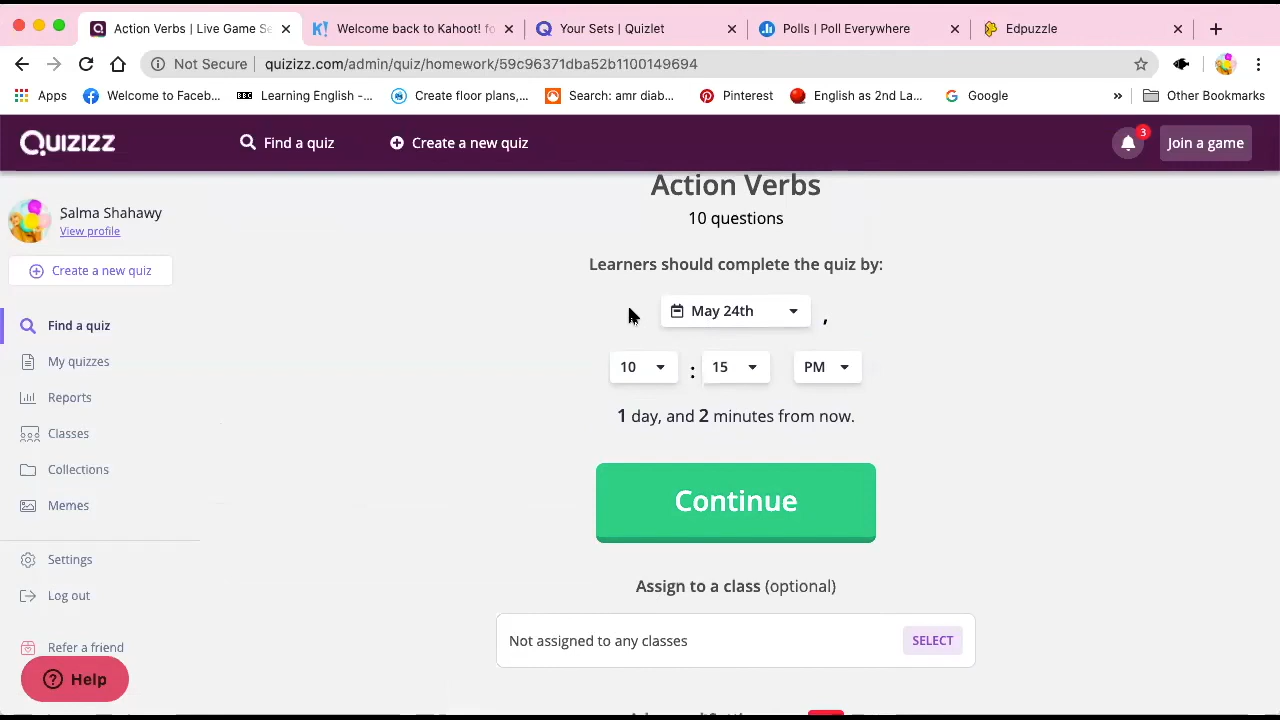 Action Verbs | Live Game Se
Welcome back to Kahoot! fo
Your Sets | Quizlet
Polls | Poll Everywhere
Edpuzzle
Not Secure | quizizz.com/admin/quiz/homework/59c96371dba52b1100149694
Apps
Welcome to Faceb...
Learning English -...
Create floor plans,...
Search: amr diab...
Pinterest
English as 2nd La...
Google
»
Other Bookmarks
Quizizz
Find a quiz
Create a new quiz
3
Join a game
Salma Shahawy
View profile
Create a new quiz
Find a quiz
My quizzes
Reports
Classes
Collections
Memes
Settings
Log out
Refer a friend
Help
Action Verbs
10 questions
Learners should complete the quiz by:
May 24th ,
10 : 15 PM
1 day, and 2 minutes from now.
Continue
Assign to a class (optional)
Not assigned to any classes
SELECT